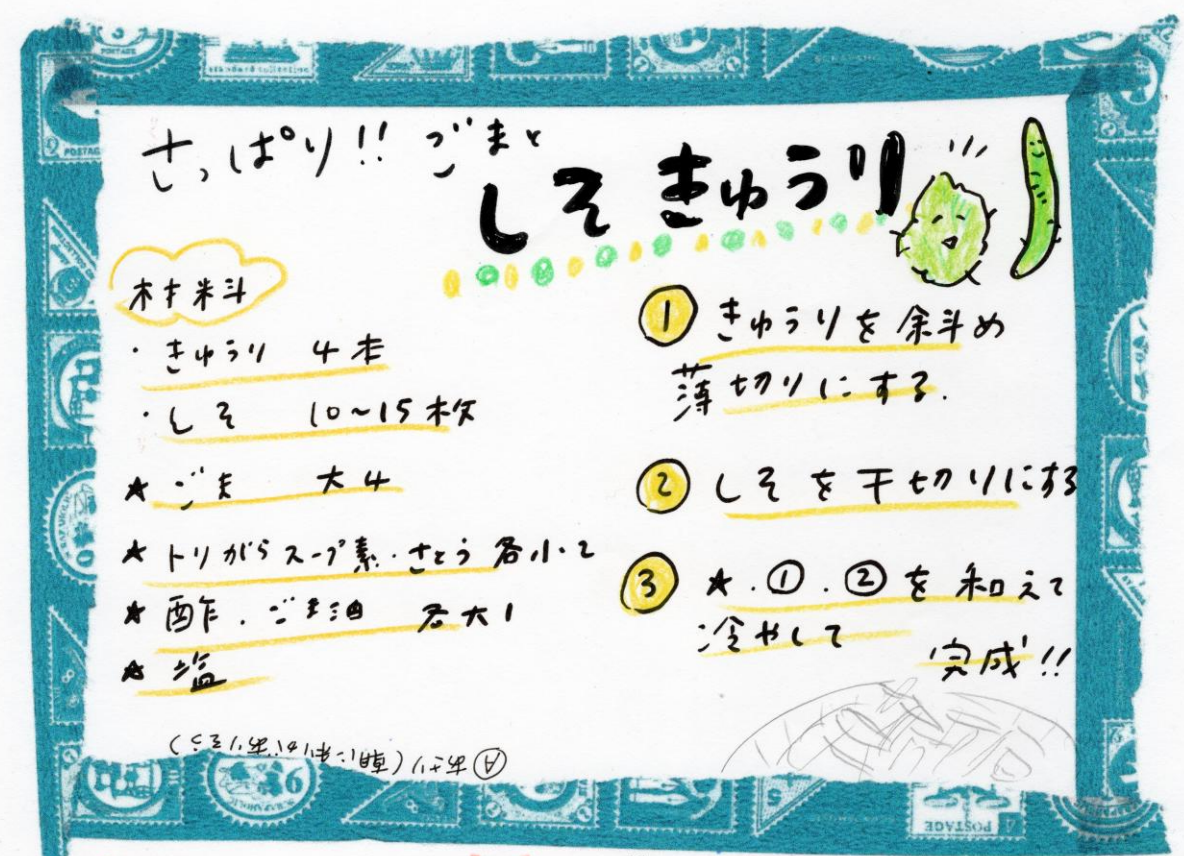 さっぱり!! ごまと
しそ きゅうり
材料
・きゅうり 4本
・しそ 10~15枚
★ ごま 大4
★ トリがらスープ素・さとう 各小2
★ 酢・ごま油 各大1
★ 塩
① きゅうりを斜め
薄切りにする.
② しそを千切りにする
③ ★.①.②を和えて
冷やして
完成!!
POSTAGE